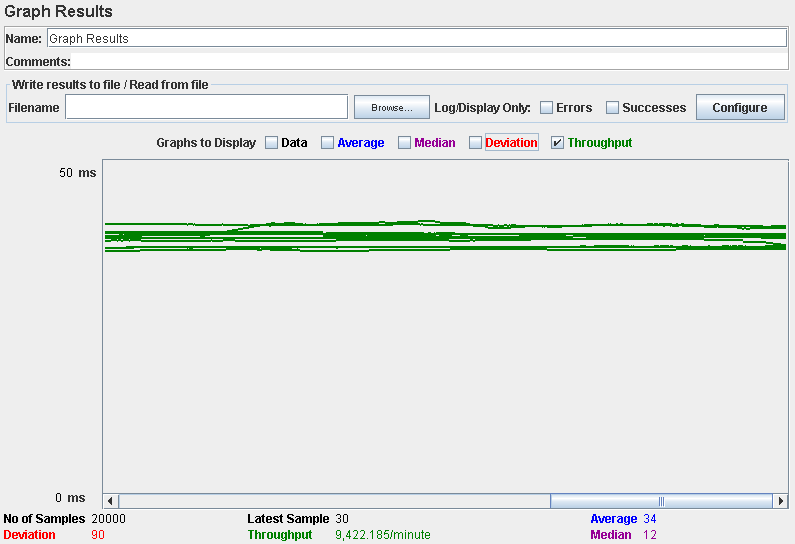 Graph Results
Name: Graph Results
Comments:
Write results to file / Read from file
Filename Browse... Log/Display Only: Errors Successes Configure
Graphs to Display Data Average Median Deviation Throughput
50 ms
0 ms
No of Samples 20000 Latest Sample 30 Average 34
Deviation 90 Throughput 9,422.185/minute Median 12